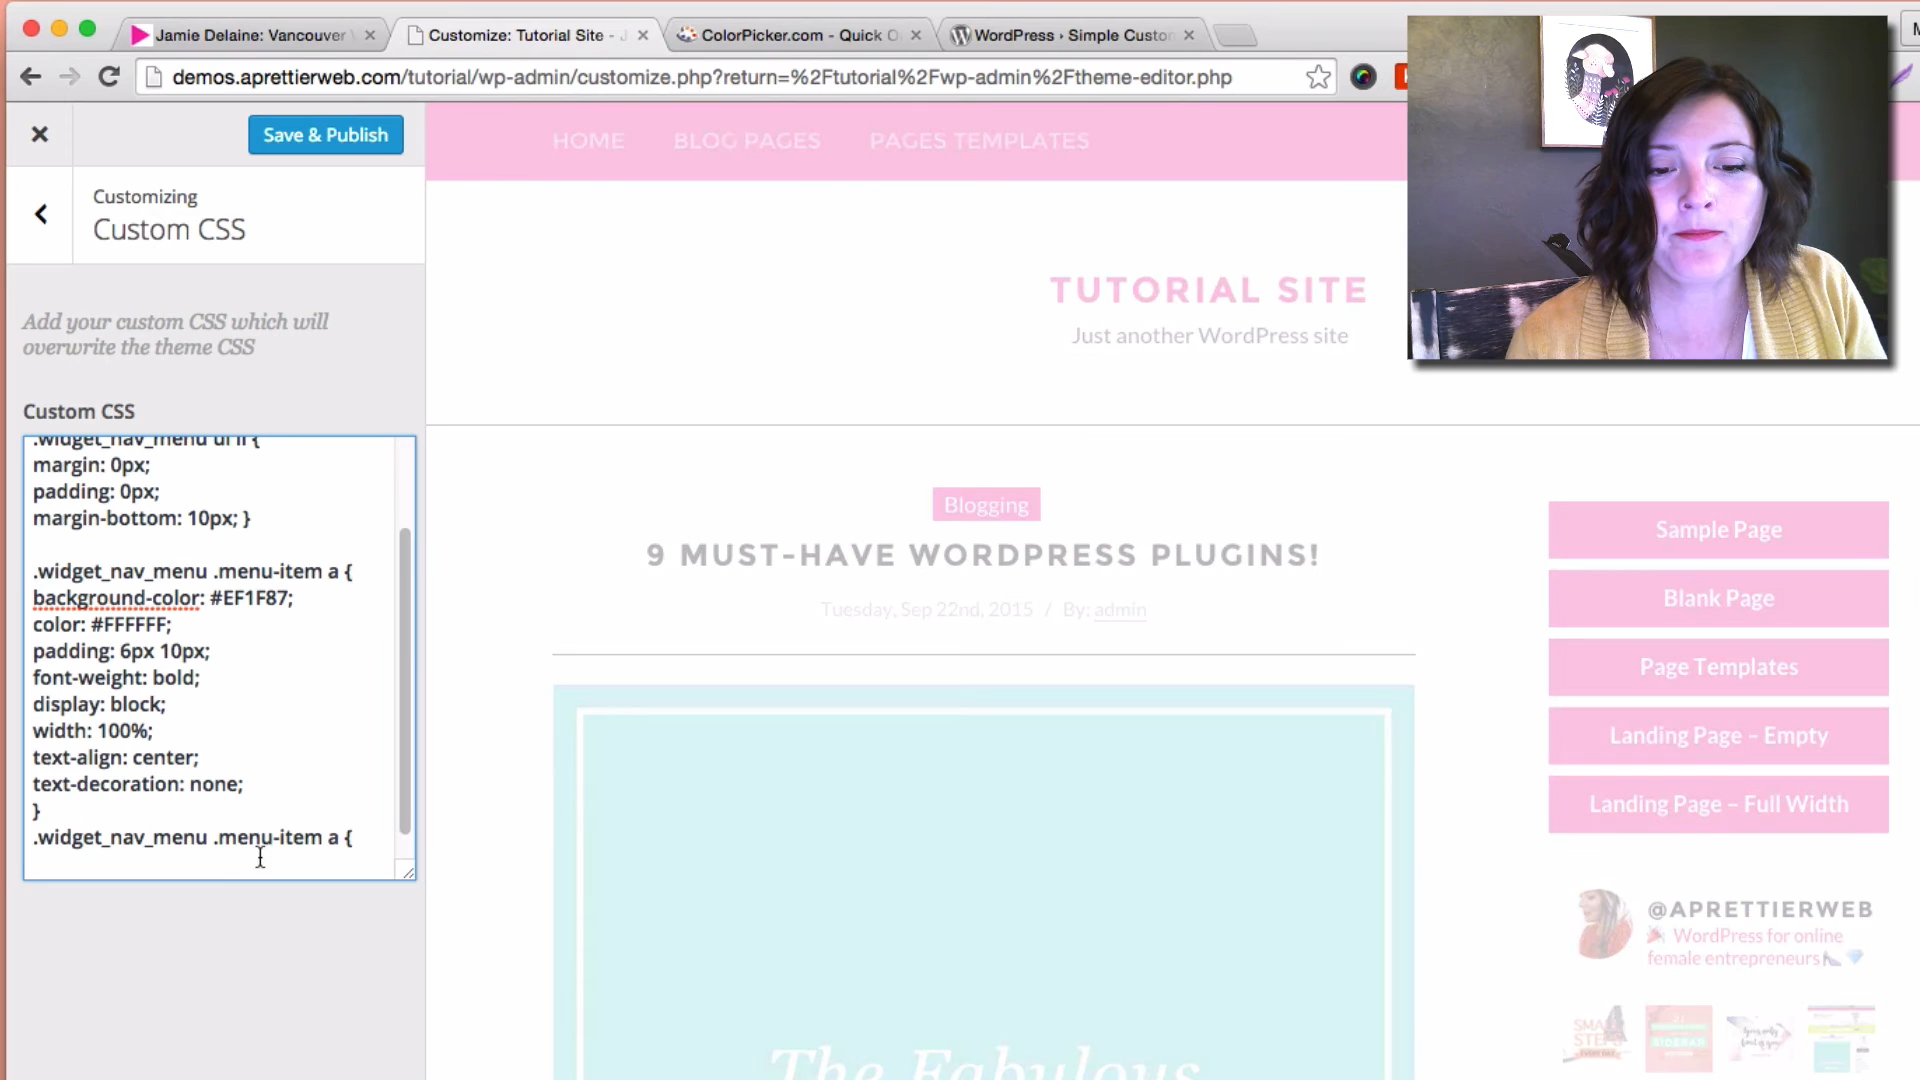 Jamie Delaine: Vancouver
Customize: Tutorial Site - J
ColorPicker.com - Quick O
WordPress › Simple Custom
demos.aprettierweb.com/tutorial/wp-admin/customize.php?return=%2Ftutorial%2Fwp-admin%2Ftheme-editor.php
Save & Publish
Customizing
Custom CSS
Add your custom CSS which will
overwrite the theme CSS
Custom CSS
.widget_nav_menu ul li {
margin: 0px;
padding: 0px;
margin-bottom: 10px; }
.widget_nav_menu .menu-item a {
background-color: #EF1F87;
color: #FFFFFF;
padding: 6px 10px;
font-weight: bold;
display: block;
width: 100%;
text-align: center;
text-decoration: none;
}
.widget_nav_menu .menu-item a {
HOME BLOG PAGES PAGES TEMPLATES
TUTORIAL SITE
Just another WordPress site
Blogging
9 MUST-HAVE WORDPRESS PLUGINS!
Tuesday, Sep 22nd, 2015 / By: admin
The Fabulous
Sample Page
Blank Page
Page Templates
Landing Page – Empty
Landing Page – Full Width
@APRETTIERWEB
WordPress for online
female entrepreneurs
SIDEBAR